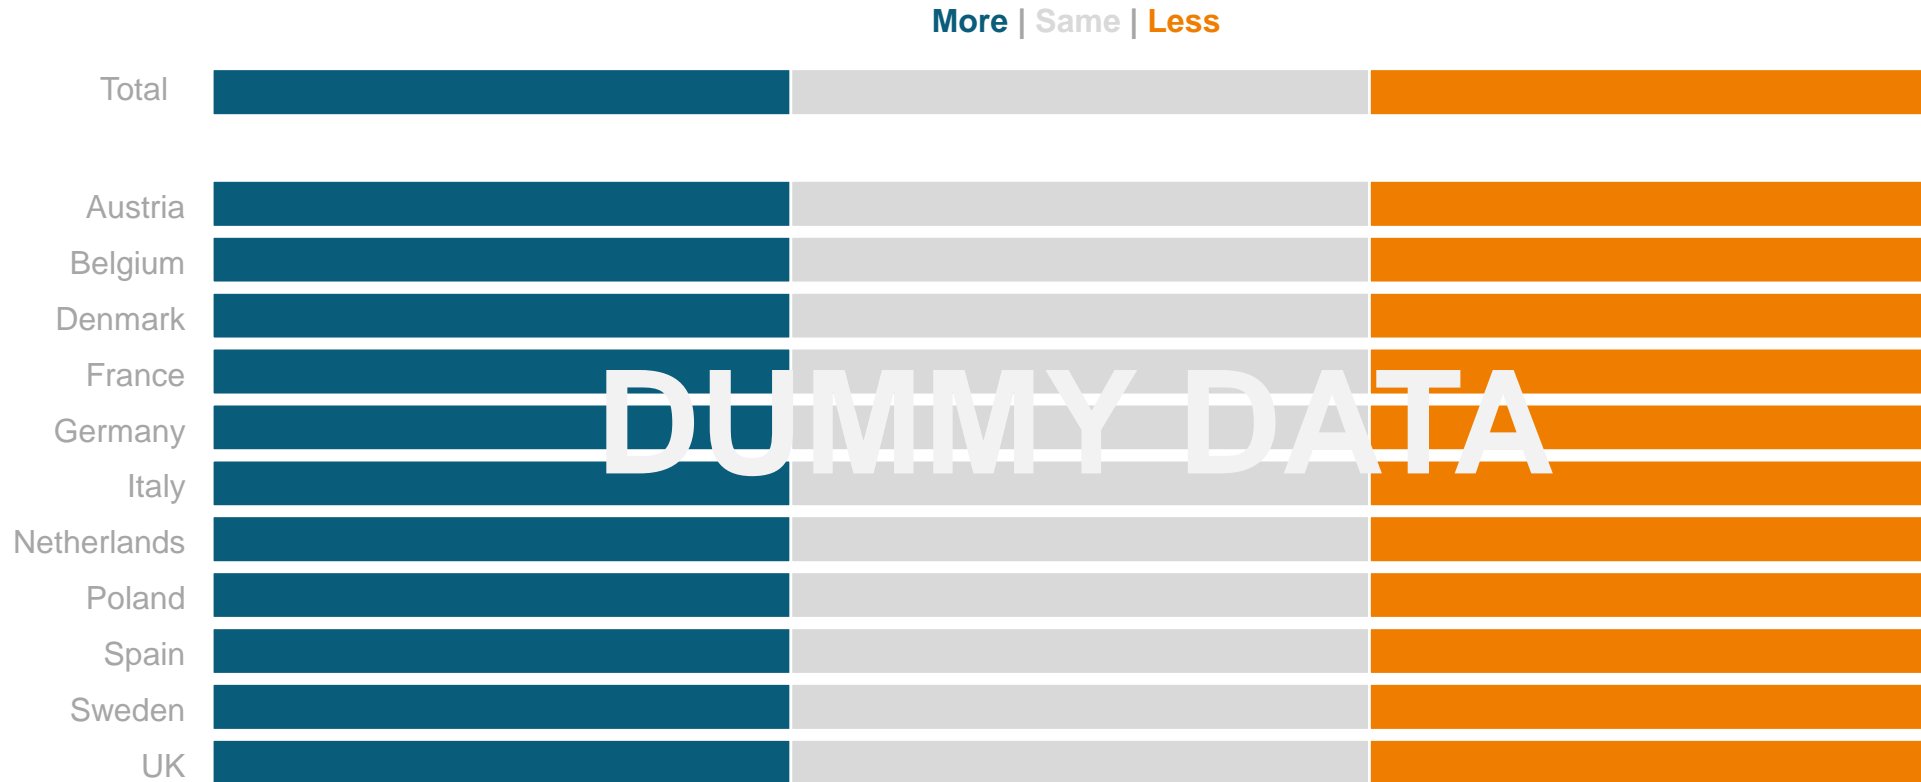 More | Same | Less
Total
Austria
Belgium
Denmark
France
Germany
Italy
Netherlands
Poland
Spain
Sweden
UK
DUMMY DATA